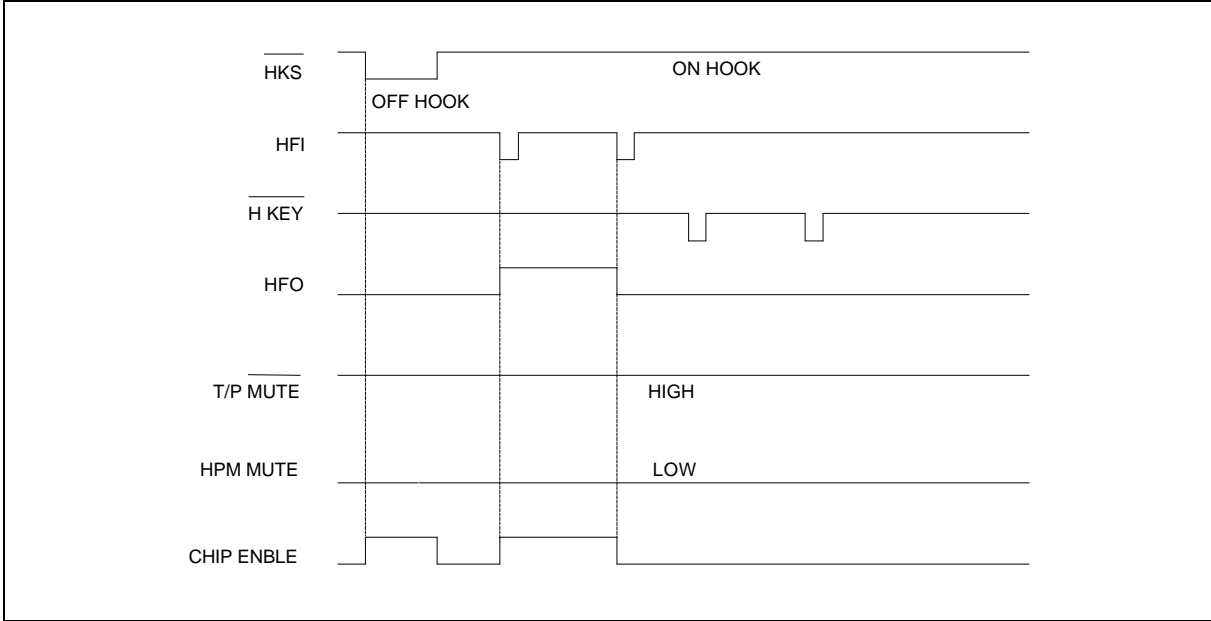 HKS
ON HOOK
OFF HOOK
HFI
H KEY
HFO
T/P MUTE
HIGH
HPM MUTE
LOW
CHIP ENBLE